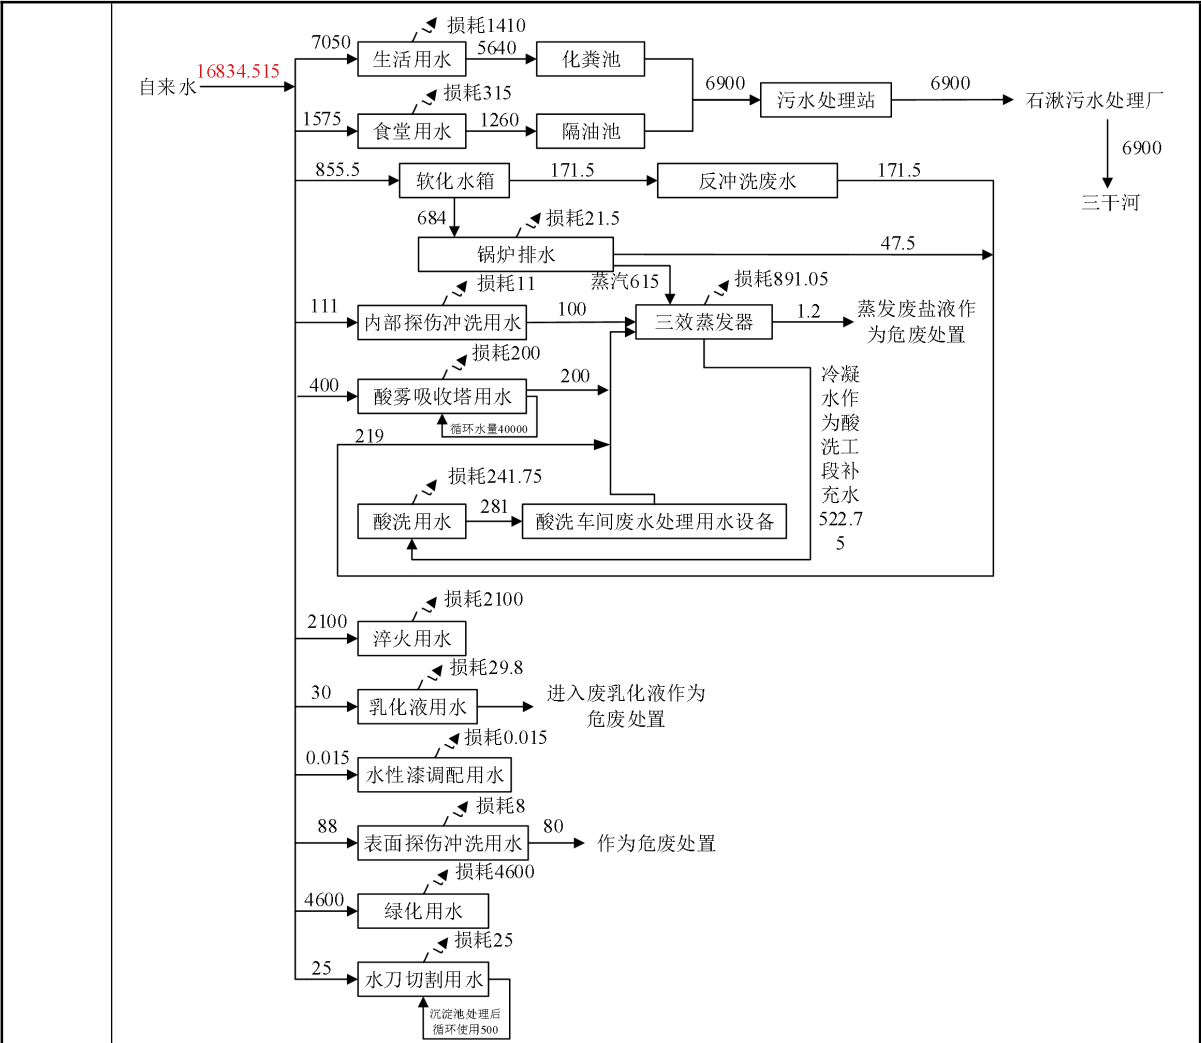 损耗1410
7050
生活用水
5640
化粪池
自来水
16834.515
6900
污水处理站
6900
石湫污水处理厂
损耗315
1575
食堂用水
1260
隔油池
6900
三干河
855.5
软化水箱
171.5
反冲洗废水
171.5
684
损耗21.5
锅炉排水
47.5
蒸汽615
损耗11
111
内部探伤冲洗用水
100
损耗891.05
三效蒸发器
1.2
蒸发废盐液作
为危废处置
损耗200
400
酸雾吸收塔用水
200
循环水量40000
冷凝
水作
为酸
洗工
段补
充水
522.7
5
219
损耗241.75
酸洗用水
281
酸洗车间废水处理用水设备
损耗2100
2100
淬火用水
损耗29.8
30
乳化液用水
进入废乳化液作为
危废处置
损耗0.015
0.015
水性漆调配用水
损耗8
88
表面探伤冲洗用水
80
作为危废处置
损耗4600
4600
绿化用水
损耗25
25
水刀切割用水
沉淀池处理后
循环使用500